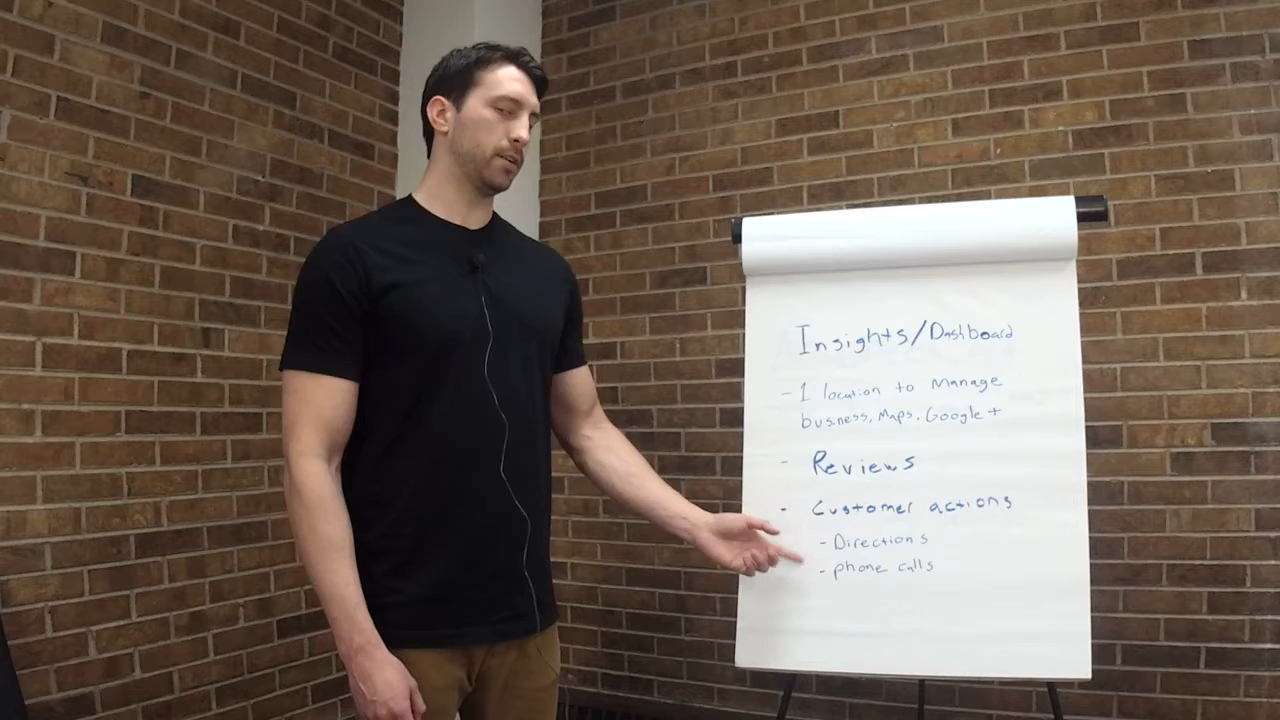 Insights/Dashboard
- 1 location to Manage
business, Maps. Google+
- Reviews
- Customer actions
- Directions
- phone calls